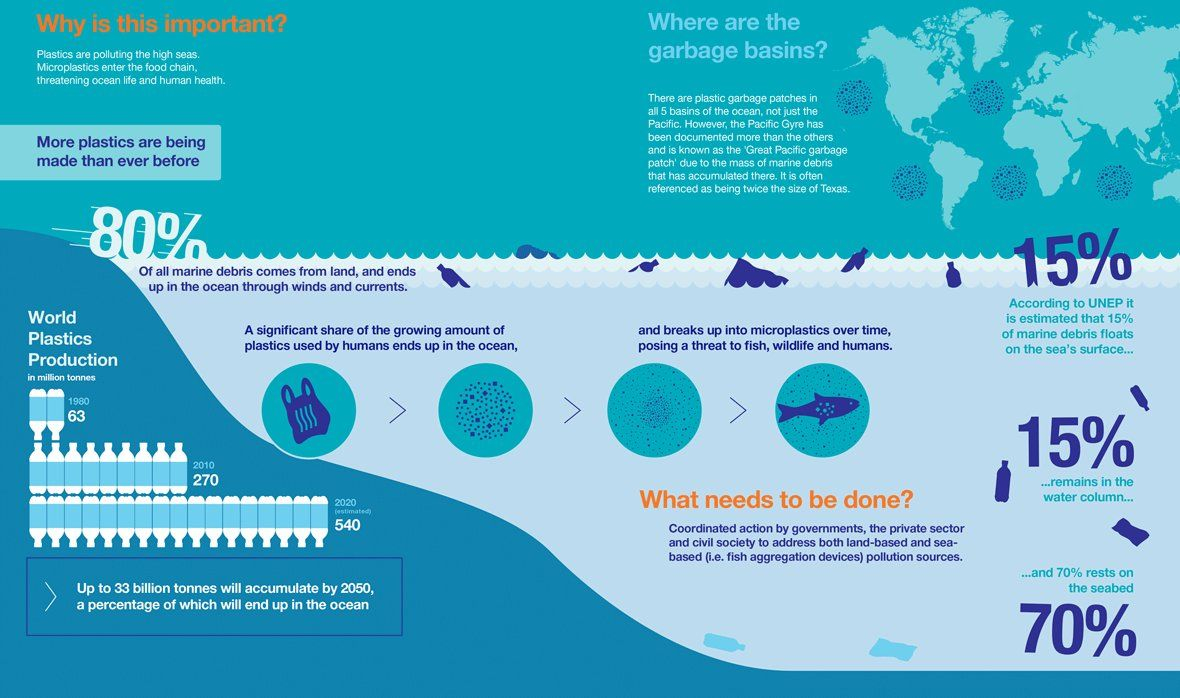 Why is this important?
Plastics are polluting the high seas.
Microplastics enter the food chain,
threatening ocean life and human health.
More plastics are being
made than ever before
Where are the
garbage basins?
There are plastic garbage patches in
all 5 basins of the ocean, not just the
Pacific. However, the Pacific Gyre has
been documented more than the others
and is known as the 'Great Pacific garbage
patch' due to the mass of marine debris
that has accumulated there. It is often
referenced as being twice the size of Texas.
80%
Of all marine debris comes from land, and ends
up in the ocean through winds and currents.
World
Plastics
Production
in million tonnes
1980
63
2010
270
2020
(estimated)
540
Up to 33 billion tonnes will accumulate by 2050,
a percentage of which will end up in the ocean
A significant share of the growing amount of
plastics used by humans ends up in the ocean,
and breaks up into microplastics over time,
posing a threat to fish, wildlife and humans.
What needs to be done?
Coordinated action by governments, the private sector
and civil society to address both land-based and sea-
based (i.e. fish aggregation devices) pollution sources.
15%
According to UNEP it
is estimated that 15%
of marine debris floats
on the sea's surface...
15%
...remains in the
water column...
...and 70% rests on
the seabed
70%